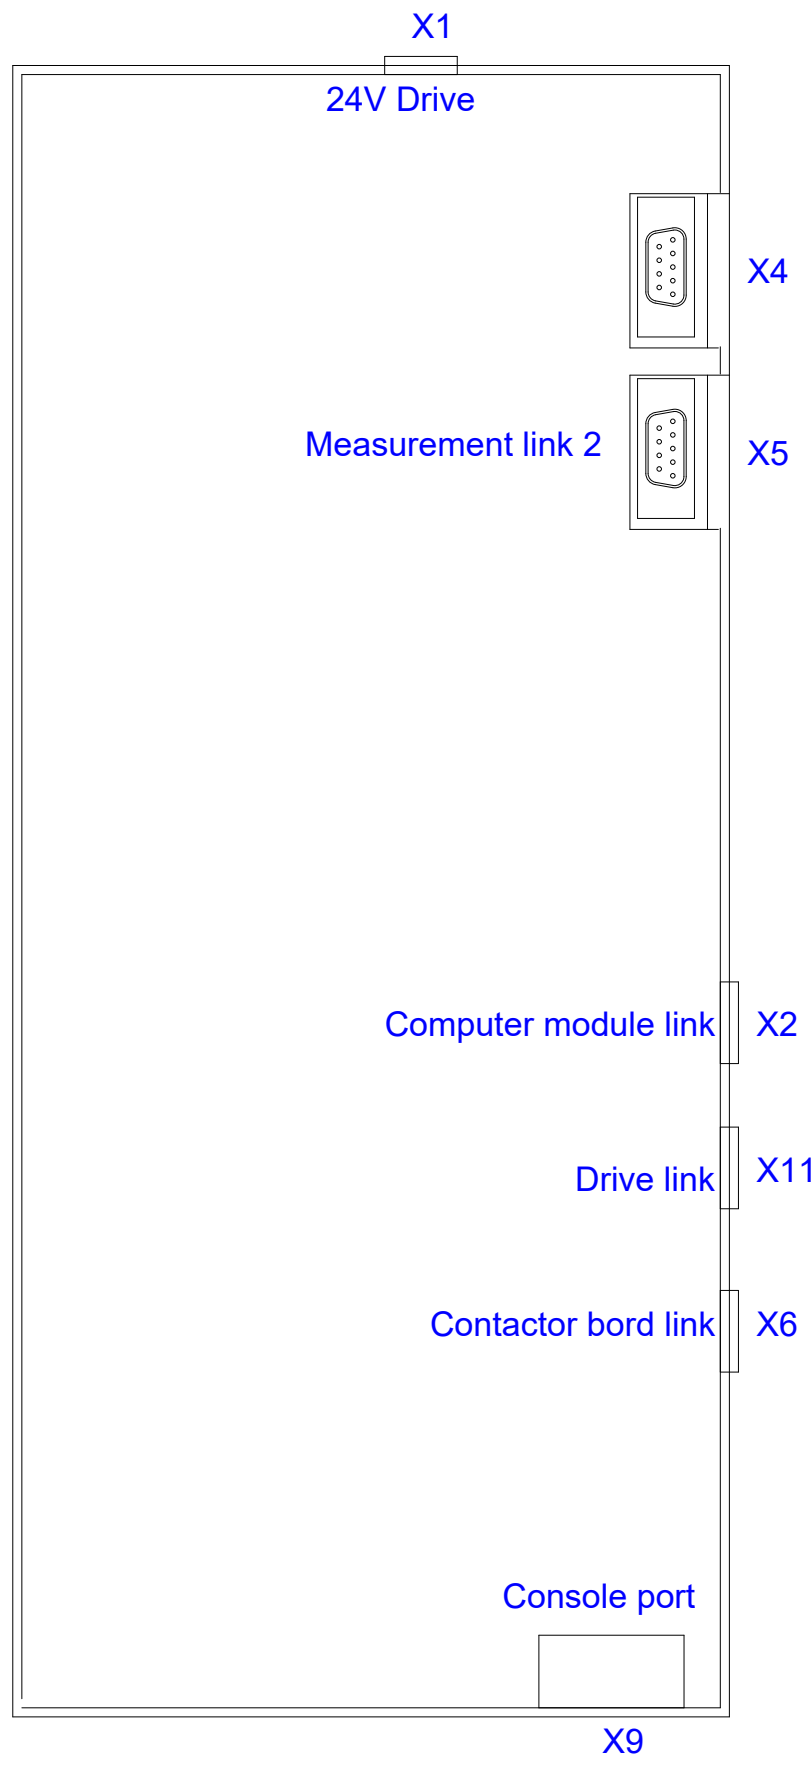 X1
24V Drive
X4
Measurement link 2
X5
Computer module link
X2
Drive link
X11
Contactor bord link
X6
Console port
X9